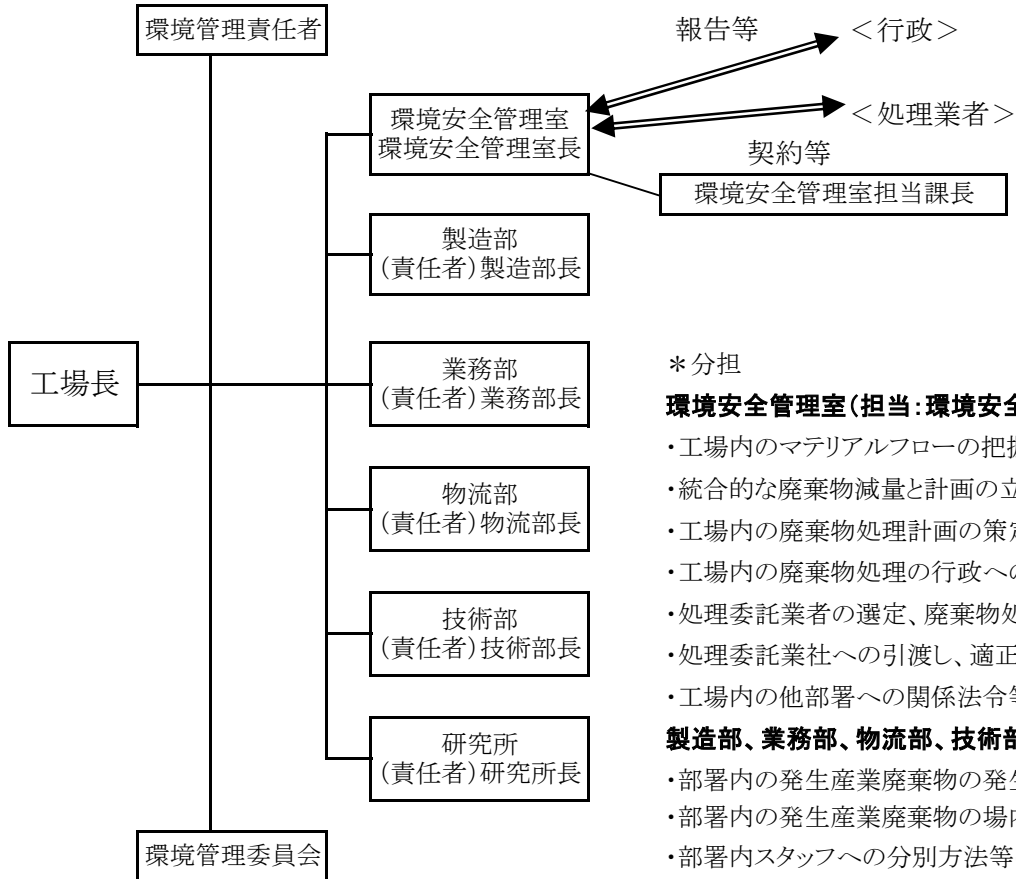 環境管理責任者
報告等
<行政>
環境安全管理室
環境安全管理室長
<処理業者>
契約等
環境安全管理室担当課長
製造部
(責任者)製造部長
工場長
業務部
(責任者)業務部長
物流部
(責任者)物流部長
技術部
(責任者)技術部長
研究所
(責任者)研究所長
環境管理委員会
*分担
環境安全管理室(担当:環境安全
・工場内のマテリアルフローの把
・統合的な廃棄物減量と計画の立
・工場内の廃棄物処理計画の策
・工場内の廃棄物処理の行政への
・処理委託業者の選定、廃棄物処
・処理委託業社への引渡し、適正
・工場内の他部署への関係法令等
製造部、業務部、物流部、技術部
・部署内の発生産業廃棄物の発生
・部署内の発生産業廃棄物の場内
・部署内スタッフへの分別方法等